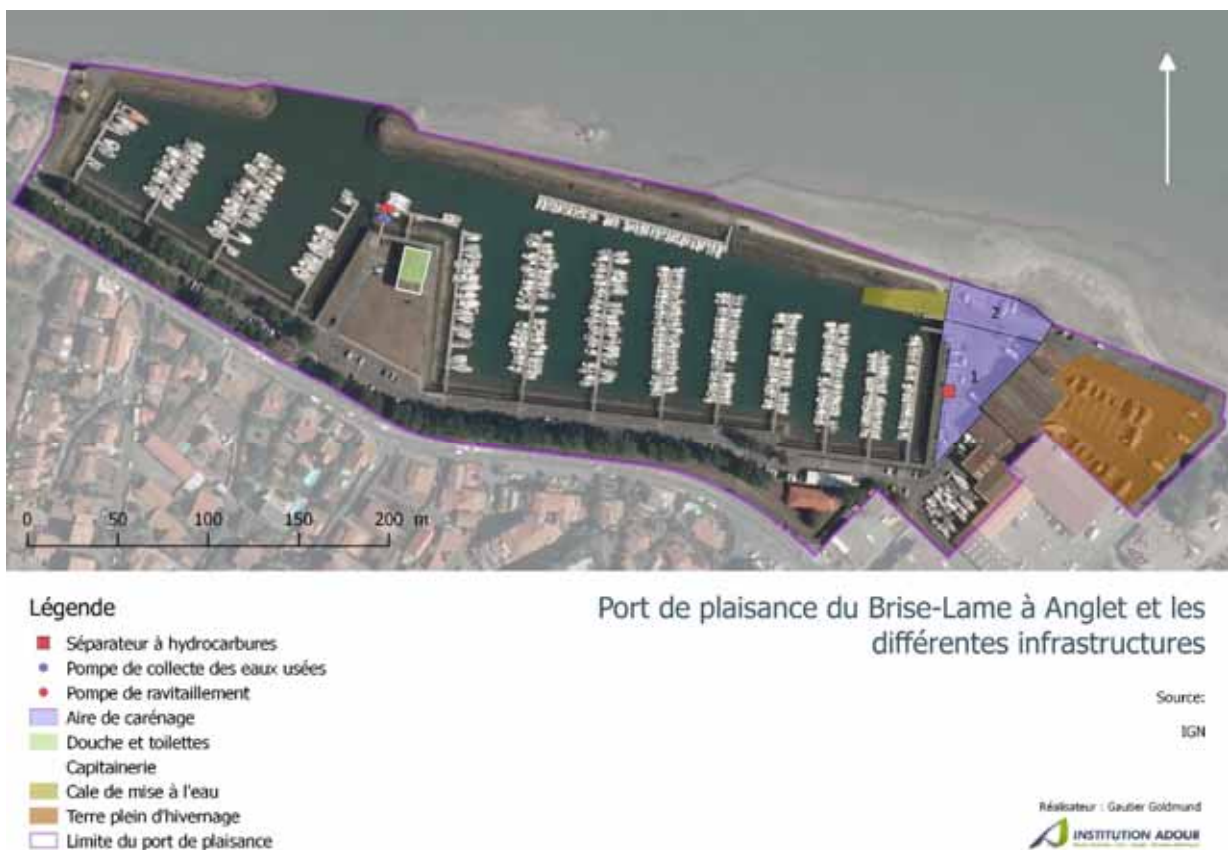 2
1
0 50 100 150 200 m
Légende
Séparateur à hydrocarbures
Pompe de collecte des eaux usées
Pompe de ravitaillement
Aire de carénage
Douche et toilettes
Capitainerie
Cale de mise à l'eau
Terre plein d'hivernage
Limite du port de plaisance
Port de plaisance du Brise-Lame à Anglet et les
différentes infrastructures
Source:
IGN
Réalisateur : Gautier Goldmund
INSTITUTION ADOUR